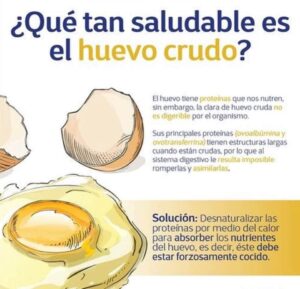 ¿Qué tan saludable es
el huevo crudo?
El huevo tiene proteínas que nos nutren,
sin embargo, la clara de huevo cruda no
es digerible por el organismo.
Sus principales proteínas (ovoalbúmina y
ovotransferrina) tienen estructuras largas
cuando están crudas, por lo que al
sistema digestivo le resulta imposible
romperlas y asimilarlas.
Solución: Desnaturalizar las
proteínas por medio del calor
para absorber los nutrientes
del huevo, es decir, éste debe
estar forzosamente cocido.